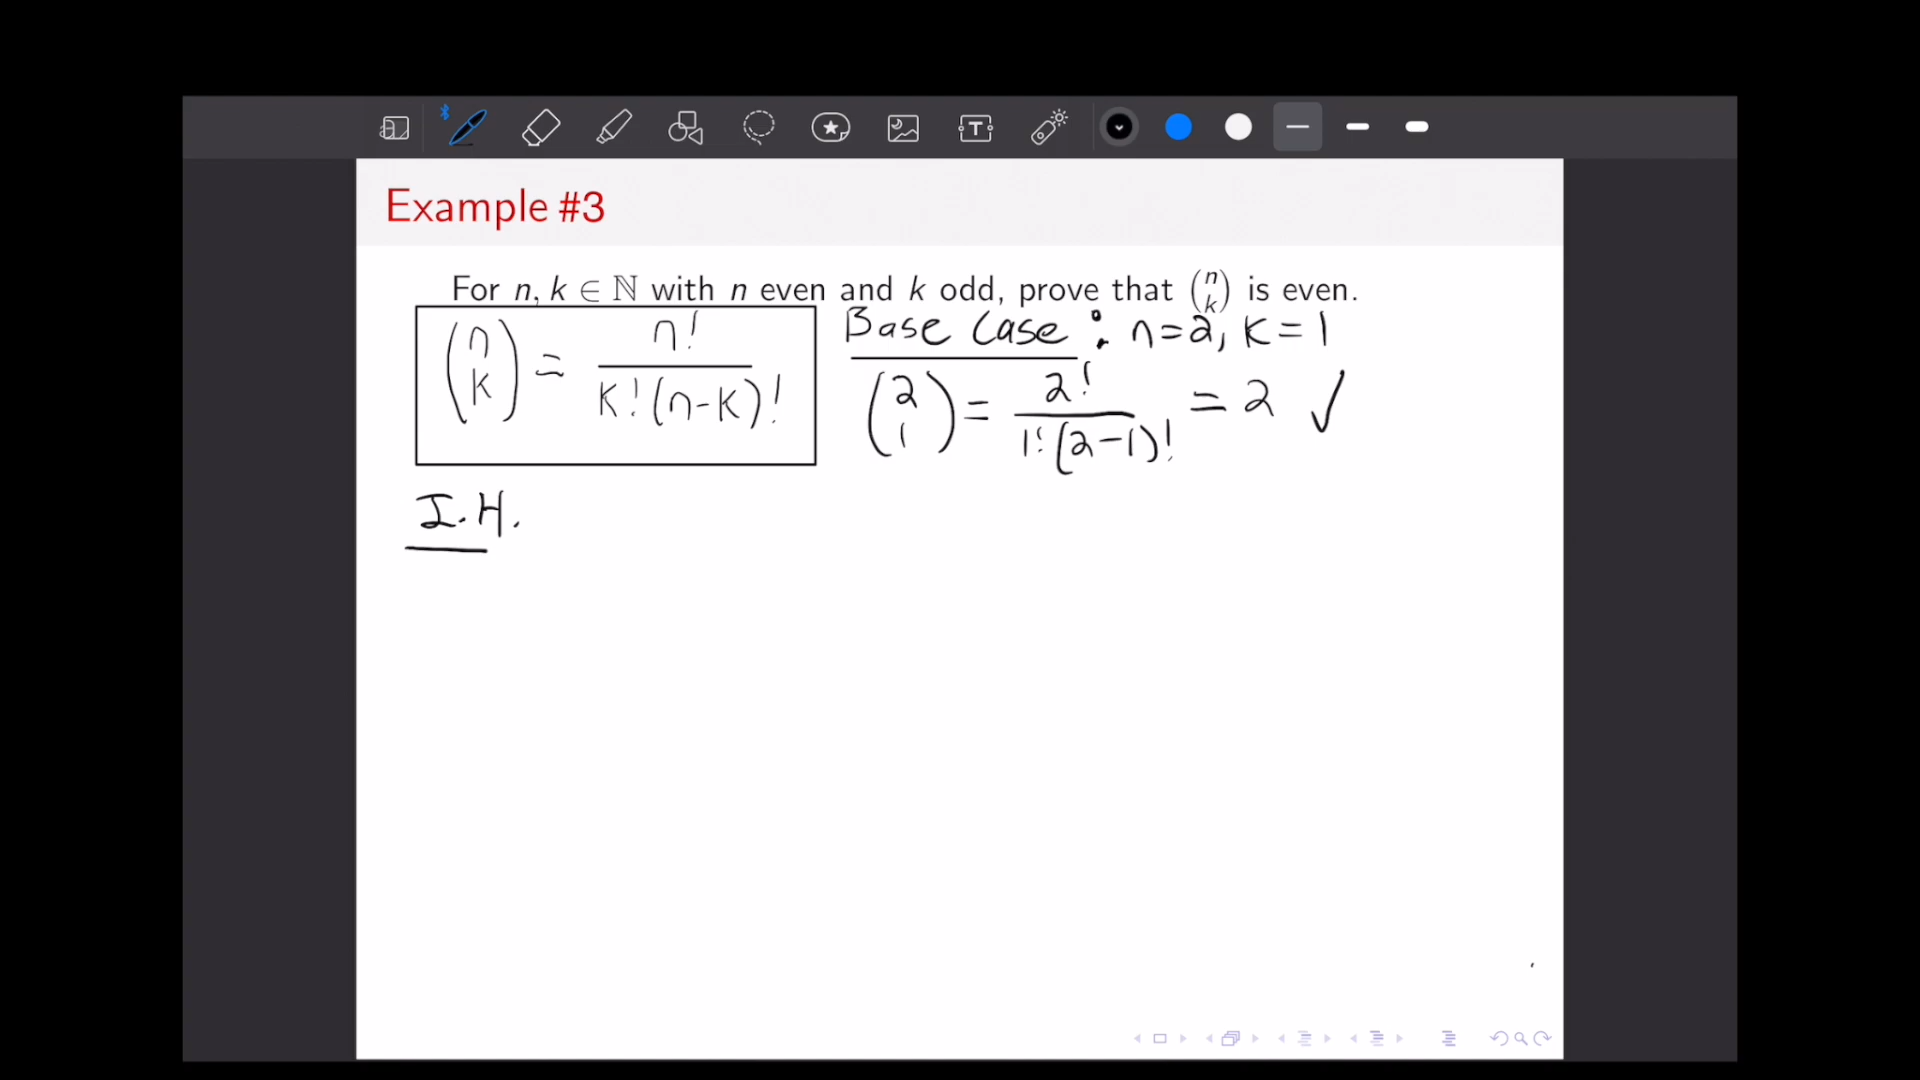 Example #3
For n, k ∈ ℕ with n even and k odd, prove that (n k) is even.
(n k) = n! / k!(n-k)!
Base Case : n=2, k=1
(2 1) = 2! / 1!(2-1)! = 2 ✓
I.H.